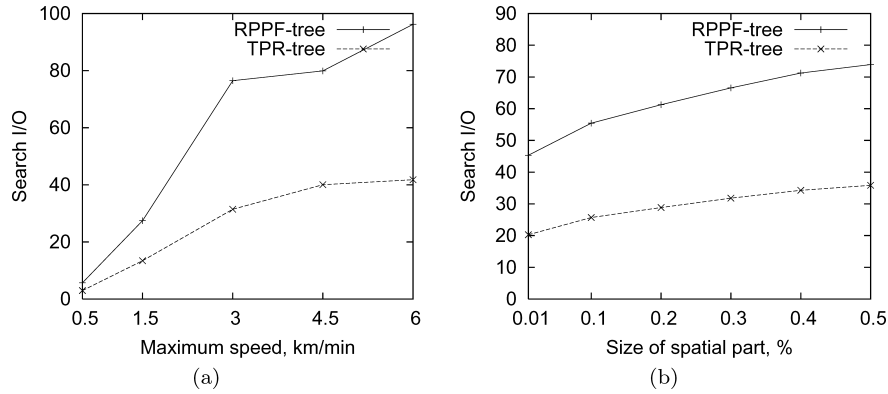 100
80
60
40
20
0
Search I/O
RPPF-tree
TPR-tree
0.5 1.5 3 4.5 6
Maximum speed, km/min
(a)
90
80
70
60
50
40
30
20
10
0
Search I/O
RPPF-tree
TPR-tree
0.01 0.1 0.2 0.3 0.4 0.5
Size of spatial part, %
(b)